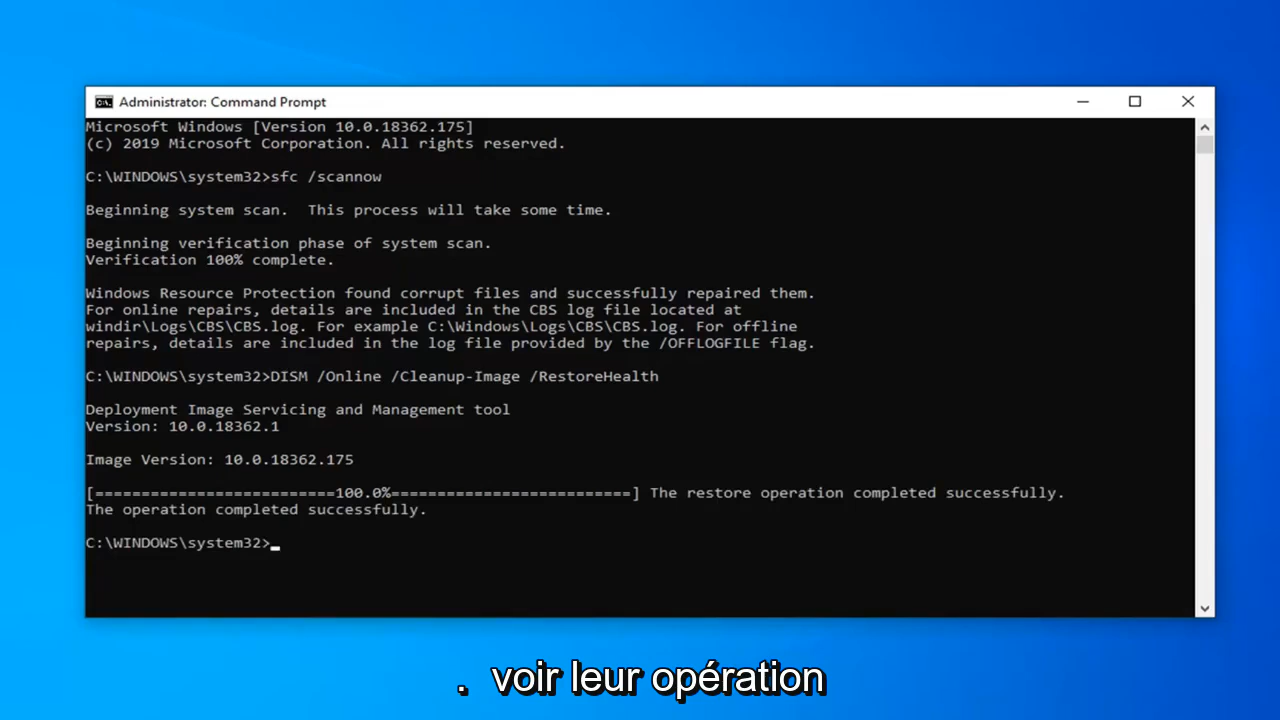 Administrator: Command Prompt
Microsoft Windows [Version 10.0.18362.175]
(c) 2019 Microsoft Corporation. All rights reserved.
C:\WINDOWS\system32>sfc /scannow
Beginning system scan.  This process will take some time.
Beginning verification phase of system scan.
Verification 100% complete.
Windows Resource Protection found corrupt files and successfully repaired them.
For online repairs, details are included in the CBS log file located at
windir\Logs\CBS\CBS.log. For example C:\Windows\Logs\CBS\CBS.log. For offline
repairs, details are included in the log file provided by the /OFFLOGFILE flag.
C:\WINDOWS\system32>DISM /Online /Cleanup-Image /RestoreHealth
Deployment Image Servicing and Management tool
Version: 10.0.18362.1
Image Version: 10.0.18362.175
[==========================100.0%==========================] The restore operation completed successfully.
The operation completed successfully.
C:\WINDOWS\system32>
. voir leur opération